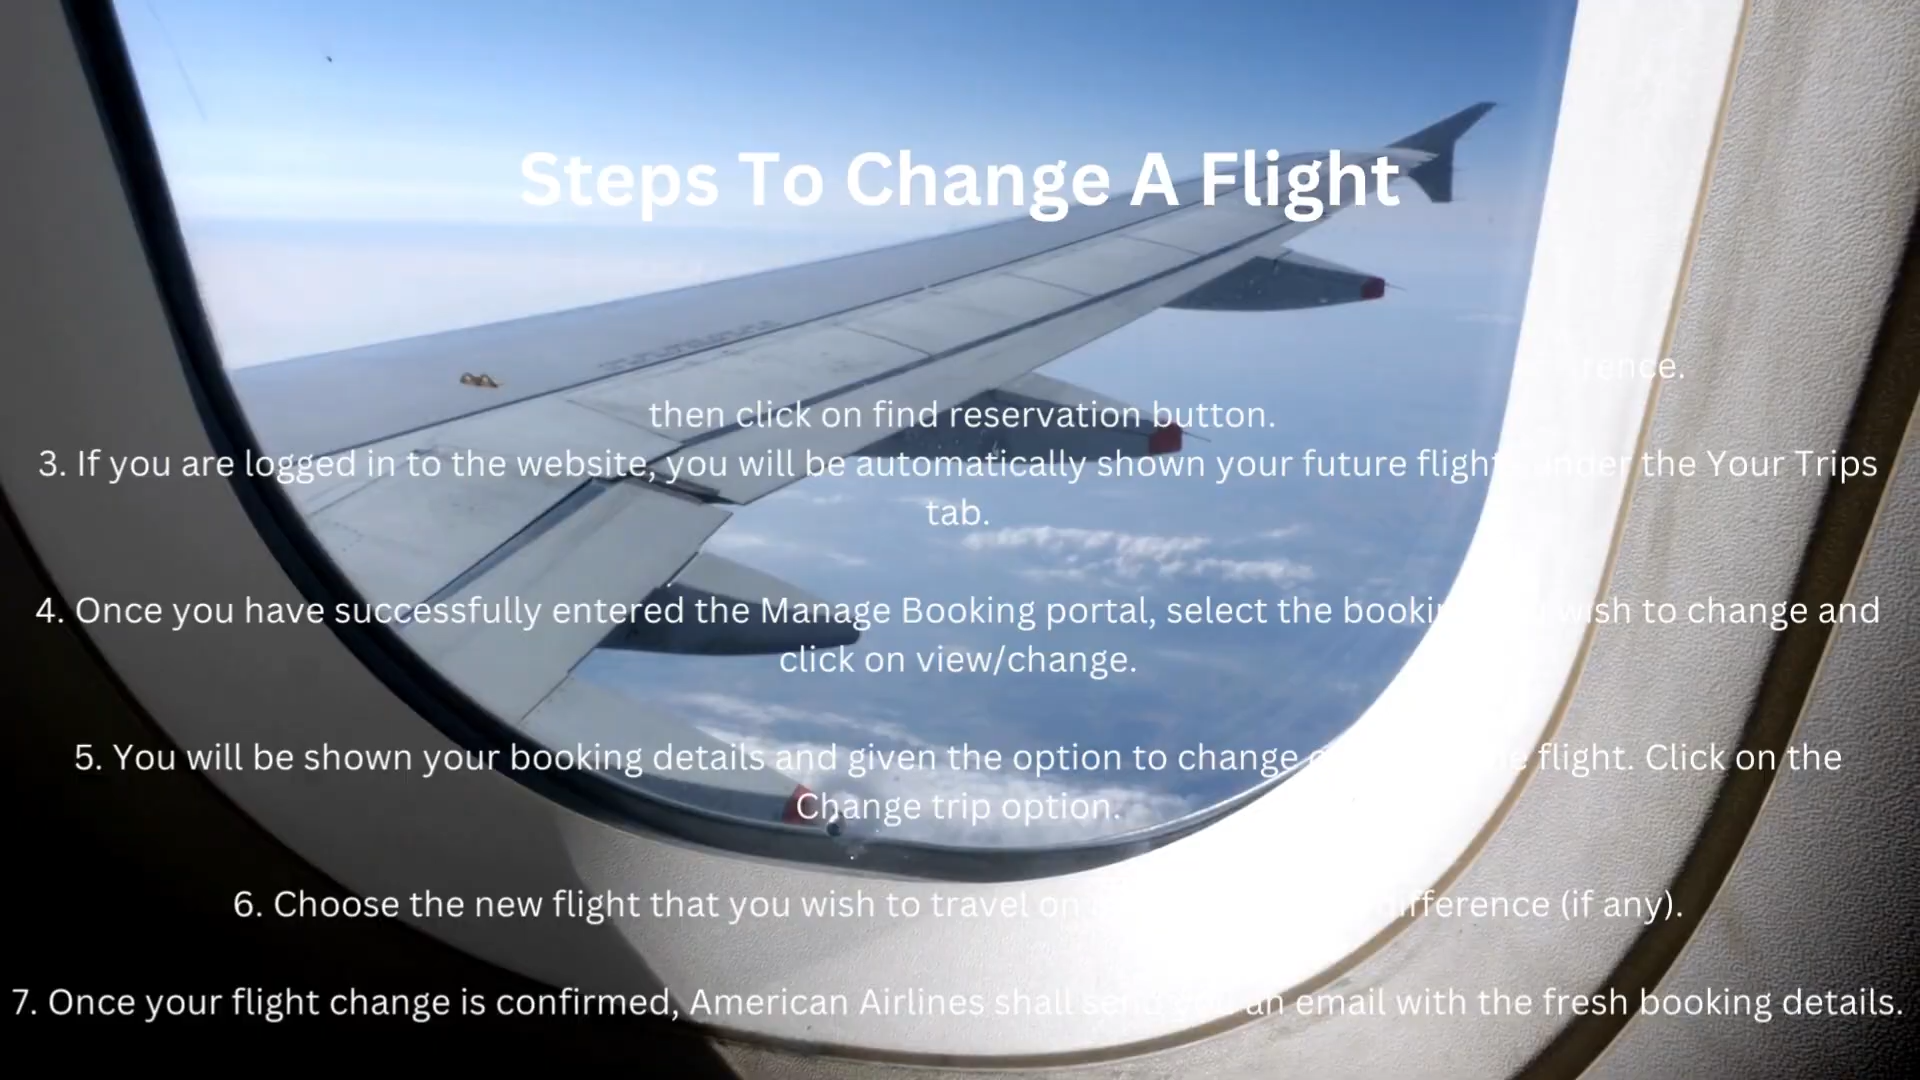 Steps To Change A Flight
rence.
then click on find reservation button.
3. If you are logged in to the website, you will be automatically shown your future flight under the Your Trips
tab.
4. Once you have successfully entered the Manage Booking portal, select the wish to change and
click on view/change.
5. You will be shown your booking details and given the option to change flight. Click on the
Change trip option.
6. Choose the new flight that you wish to travel on difference (if any).
7. Once your flight change is confirmed, American Airlines shall send you an email with the fresh booking details.